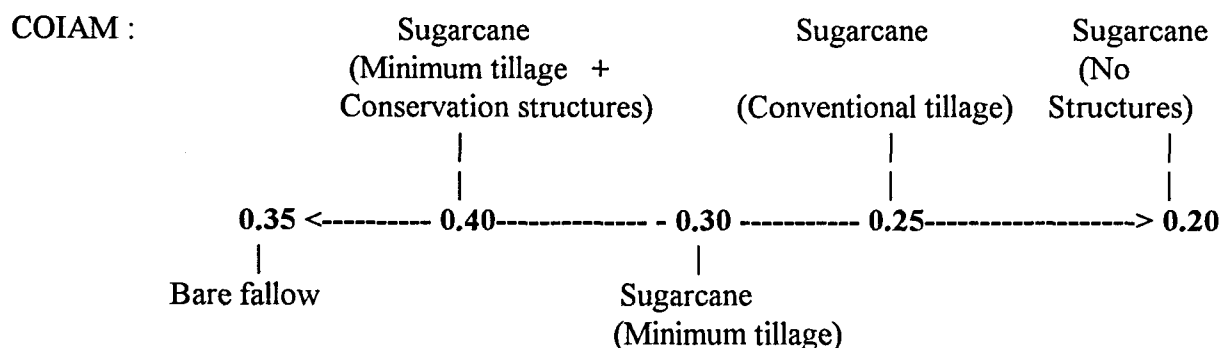 COIAM : Sugarcane Sugarcane Sugarcane
(Minimum tillage + (No
Conservation structures) (Conventional tillage) Structures)
| | |
| | |
0.35 <----------- 0.40--------------- - 0.30 --------- 0.25---------------------> 0.20
| |
Bare fallow Sugarcane
(Minimum tillage)